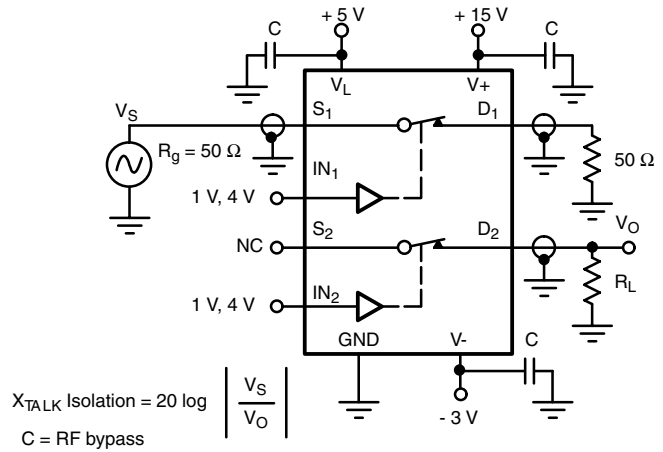 + 5 V
+ 15 V
C
C
V_L
V+
V_S
S_1
D_1
R_g = 50 Ω
50 Ω
IN_1
1 V, 4 V
S_2
D_2
V_O
NC
R_L
IN_2
1 V, 4 V
GND
V-
C
- 3 V
X_TALK Isolation = 20 log | V_S / V_O |
C = RF bypass